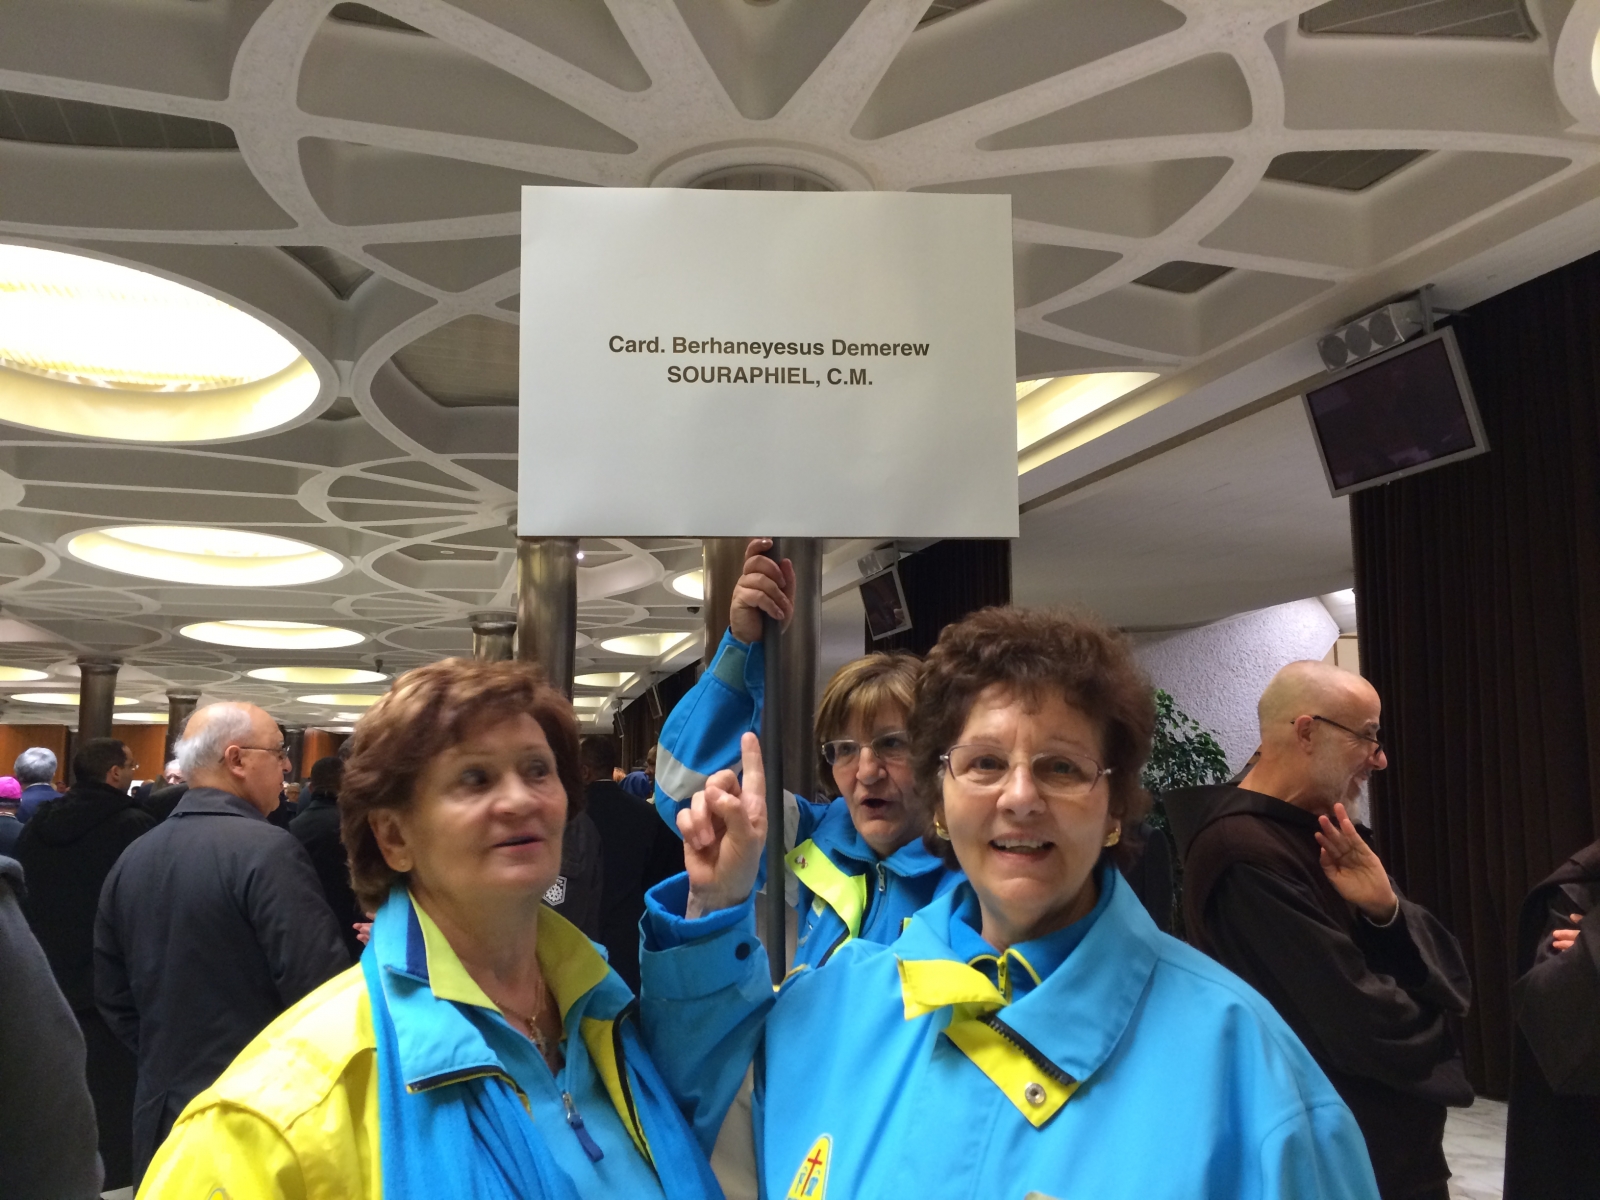 Card. Berhaneyesus Demerew
SOURAPHIEL, C.M.